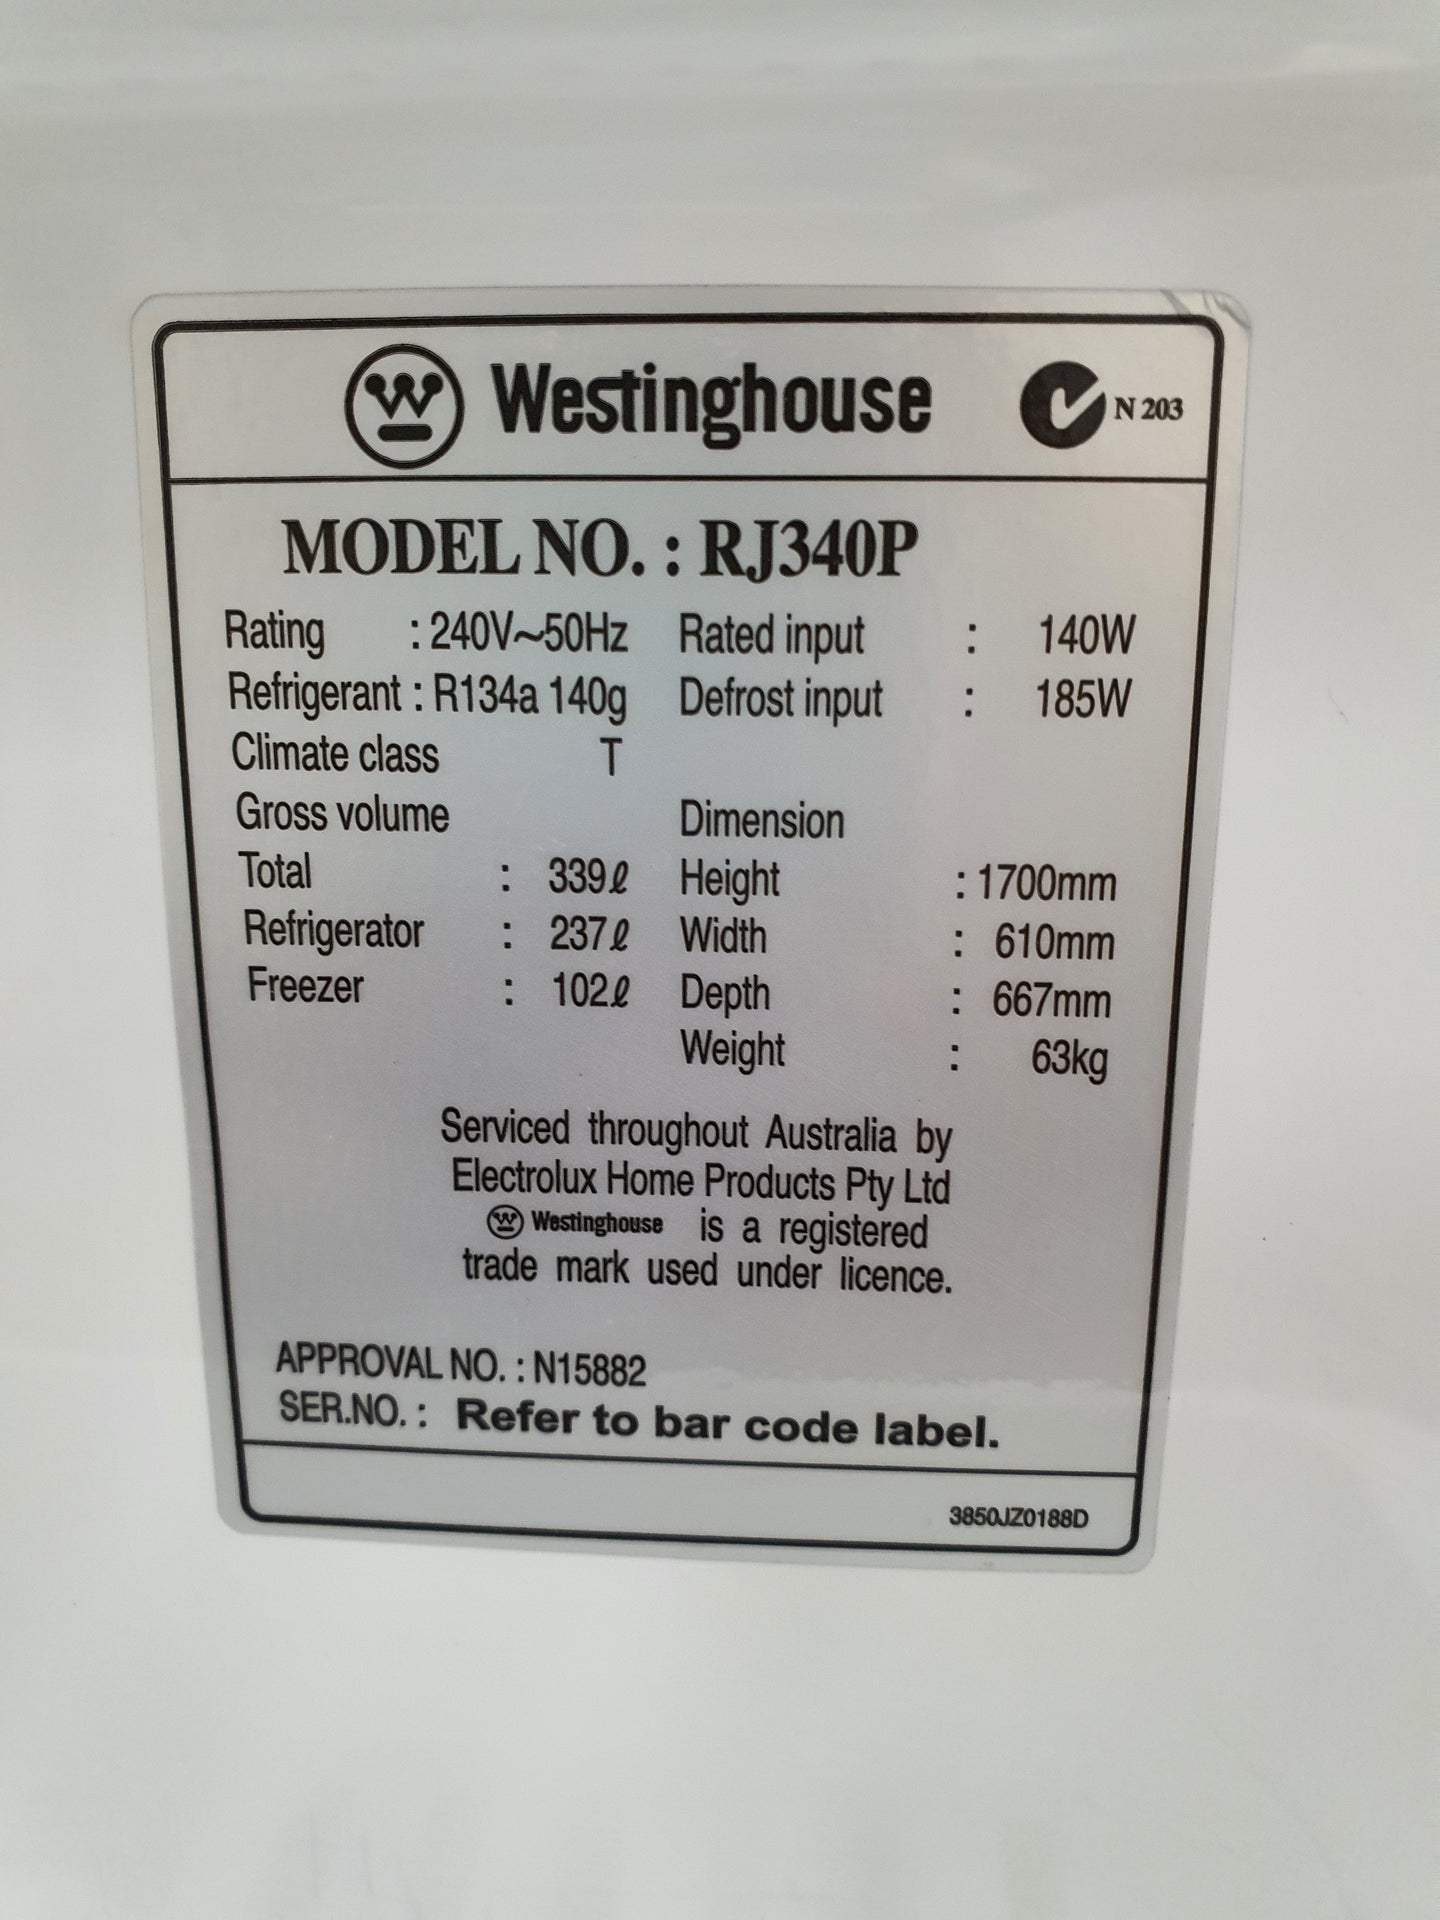 Westinghouse N 203
MODEL NO. : RJ340P
Rating : 240V~50Hz Rated input : 140W
Refrigerant : R134a 140g Defrost input : 185W
Climate class T
Gross volume Dimension
Total : 339ℓ Height : 1700mm
Refrigerator : 237ℓ Width : 610mm
Freezer : 102ℓ Depth : 667mm
Weight : 63kg
Serviced throughout Australia by
Electrolux Home Products Pty Ltd
Westinghouse is a registered
trade mark used under licence.
APPROVAL NO. : N15882
SER.NO. : Refer to bar code label.
3850JZ0188D